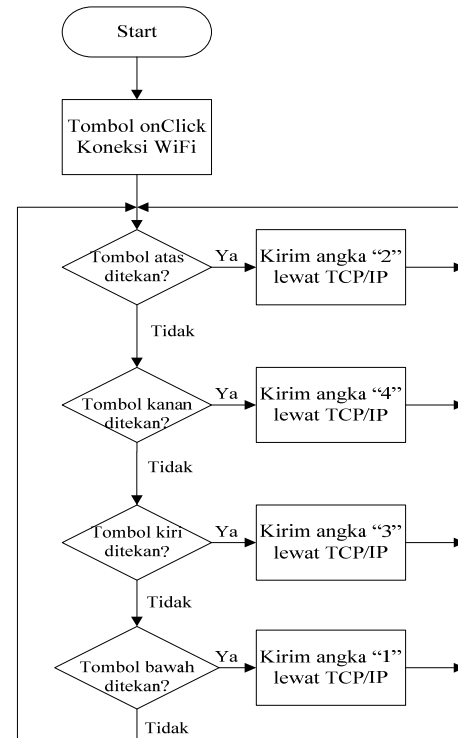 Start
Tombol onClick
Koneksi WiFi
Tombol atas
ditekan?
Ya
Kirim angka “2”
lewat TCP/IP
Tidak
Tombol kanan
ditekan?
Ya
Kirim angka “4”
lewat TCP/IP
Tidak
Tombol kiri
ditekan?
Ya
Kirim angka “3”
lewat TCP/IP
Tidak
Tombol bawah
ditekan?
Ya
Kirim angka “1”
lewat TCP/IP
Tidak